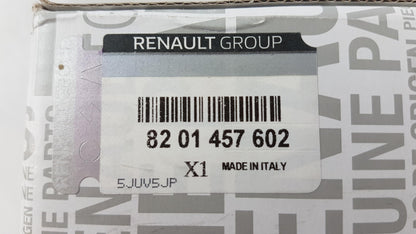 RENAULT GROUP
82 01 457 602
X1 MADE IN ITALY
5JUV5JP